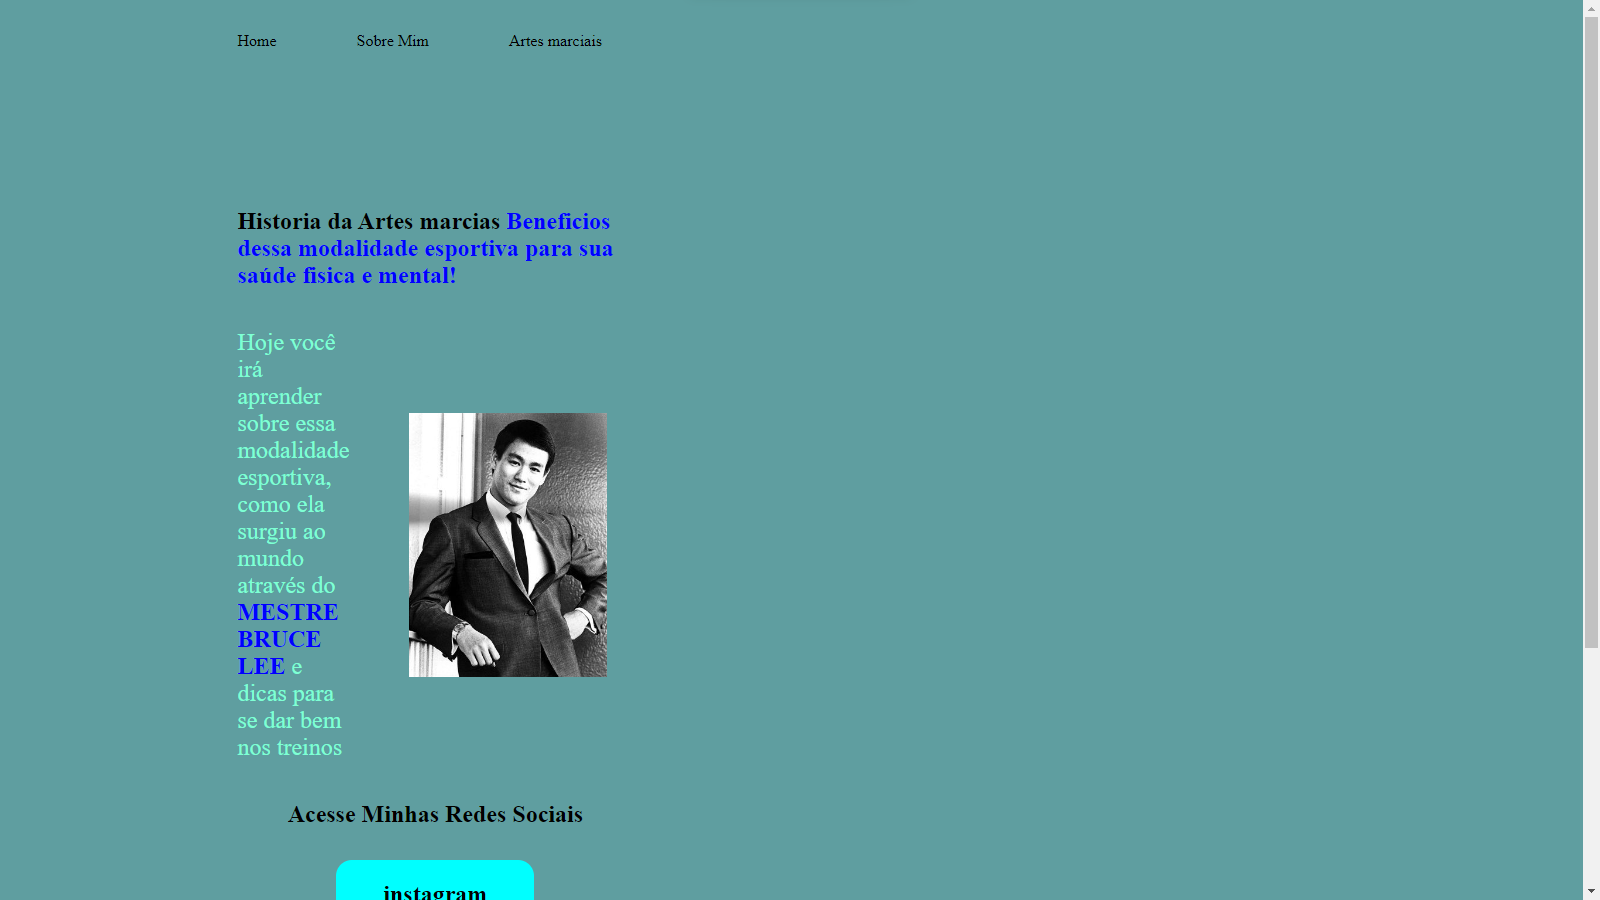 Home Sobre Mim Artes marciais
Historia da Artes marcias Beneficios
dessa modalidade esportiva para sua
saúde fisica e mental!
Hoje você
irá
aprender
sobre essa
modalidade
esportiva,
como ela
surgiu ao
mundo
através do
MESTRE
BRUCE
LEE e
dicas para
se dar bem
nos treinos
Acesse Minhas Redes Sociais
instagram